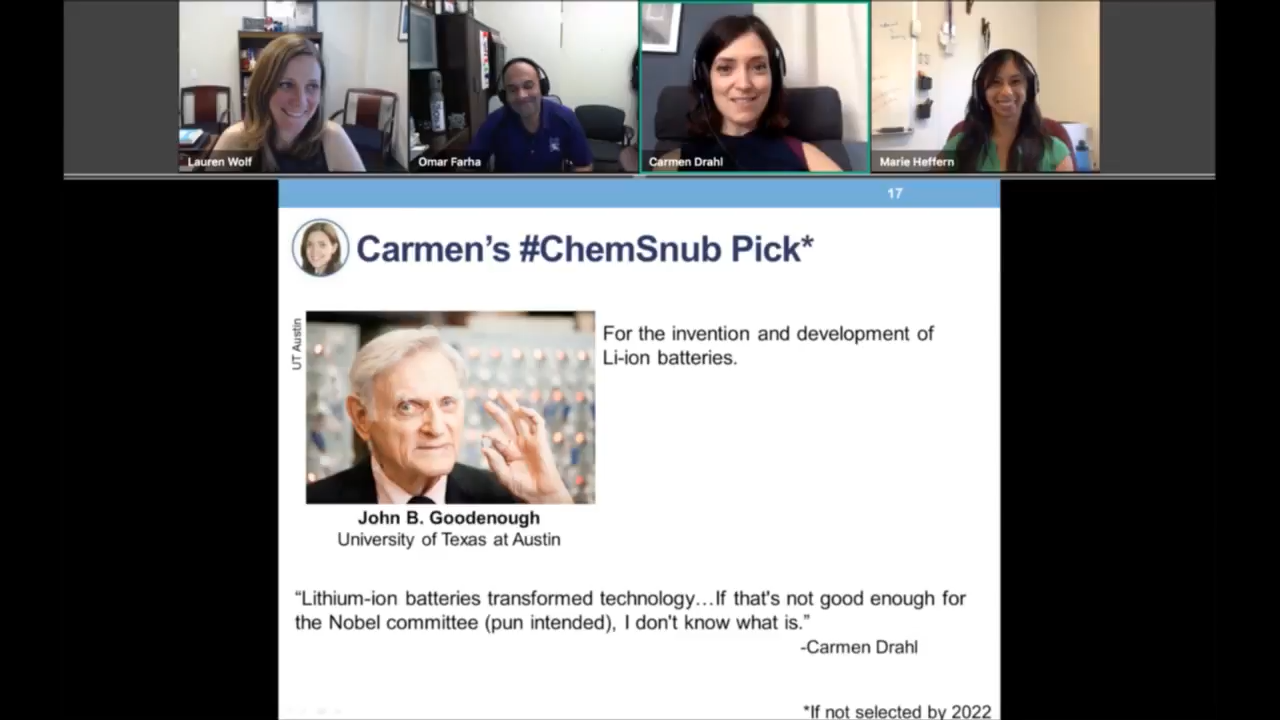 Lauren Wolf
Omar Farha
Carmen Drahl
Marie Heffern
17
Carmen's #ChemSnub Pick*
UT Austin
For the invention and development of
Li-ion batteries.
John B. Goodenough
University of Texas at Austin
“Lithium-ion batteries transformed technology…If that's not good enough for
the Nobel committee (pun intended), I don't know what is.”
-Carmen Drahl
*If not selected by 2022